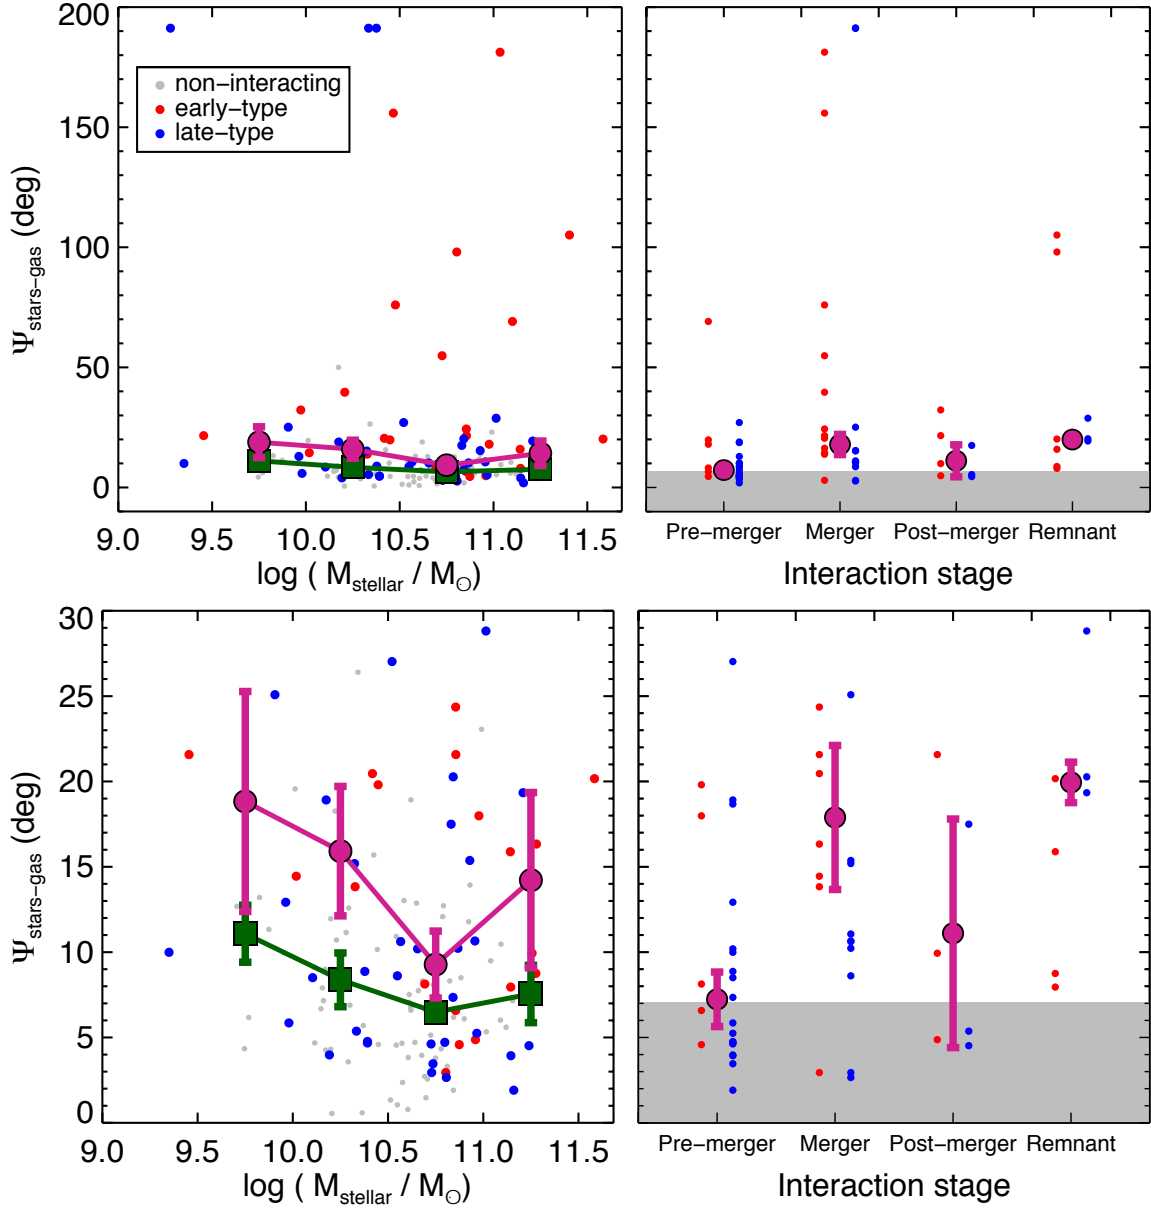 200
150
100
50
0
Ψstars−gas (deg)
non−interacting
early−type
late−type
9.0 9.5 10.0 10.5 11.0 11.5
log ( Mstellar / M⊙)
Pre−merger Merger Post−merger Remnant
Interaction stage
30
25
20
15
10
5
0
Ψstars−gas (deg)
9.0 9.5 10.0 10.5 11.0 11.5
log ( Mstellar / M⊙)
Pre−merger Merger Post−merger Remnant
Interaction stage